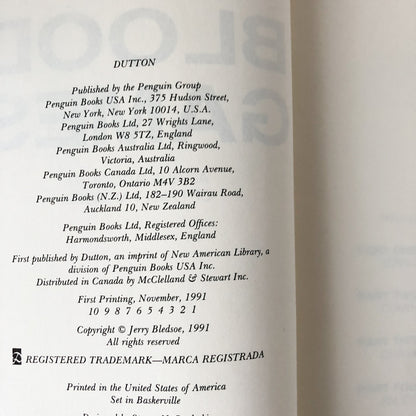 DUTTON
Published by the Penguin Group
Penguin Books USA Inc., 375 Hudson Street,
New York, New York 10014, U.S.A.
Penguin Books Ltd, 27 Wrights Lane,
London W8 5TZ, England
Penguin Books Australia Ltd, Ringwood,
Victoria, Australia
Penguin Books Canada Ltd, 10 Alcorn Avenue,
Toronto, Ontario M4V 3B2
Penguin Books (N.Z.) Ltd, 182–190 Wairau Road,
Auckland 10, New Zealand
Penguin Books Ltd, Registered Offices:
Harmondsworth, Middlesex, England
First published by Dutton, an imprint of New American Library, a
division of Penguin Books USA Inc.
Distributed in Canada by McClelland & Stewart Inc.
First Printing, November, 1991
10 9 8 7 6 5 4 3 2 1
Copyright © Jerry Bledsoe, 1991
All rights reserved
REGISTERED TRADEMARK—MARCA REGISTRADA
Printed in the United States of America
Set in Baskerville
BLOOD